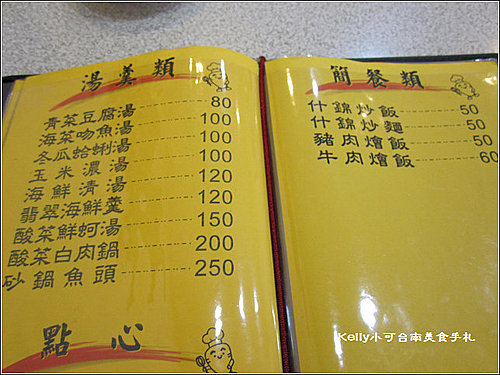 湯羹類
青菜豆腐湯 80
海菜吻魚湯 100
冬瓜蛤蜊湯 100
玉米濃湯 100
海鮮清湯 120
翡翠海鮮羹 120
酸菜鮮蚵湯 150
酸菜白肉鍋 200
砂鍋魚頭 250
點心
簡餐類
什錦炒飯 50
什錦炒麵 50
豬肉燴飯 50
牛肉燴飯 60
Kelly小可台南美食手札